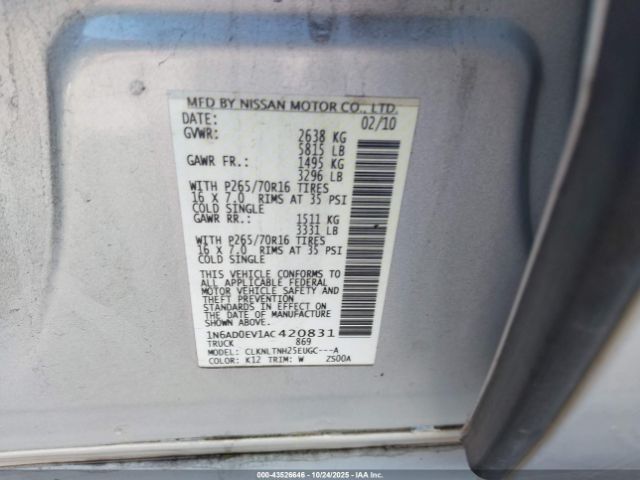 MFD BY NISSAN MOTOR CO., LTD.
DATE: 02/10
GVWR: 2638 KG
5815 LB
GAWR FR.: 1495 KG
3296 LB
WITH P265/70R16 TIRES
16 X 7.0 RIMS AT 35 PSI
COLD SINGLE
GAWR RR.: 1511 KG
3331 LB
WITH P265/70R16 TIRES
16 X 7.0 RIMS AT 35 PSI
COLD SINGLE
THIS VEHICLE CONFORMS TO
ALL APPLICABLE FEDERAL
MOTOR VEHICLE SAFETY AND
THEFT PREVENTION
STANDARDS IN EFFECT ON
THE DATE OF MANUFACTURE
SHOWN ABOVE.
1N6AD0EV1AC420831
TRUCK 869
MODEL: CLKNLTNH25EUGC---A
COLOR: K12 TRIM: W ZS00A
000-43526646 - 10/24/2025 - IAA Inc.